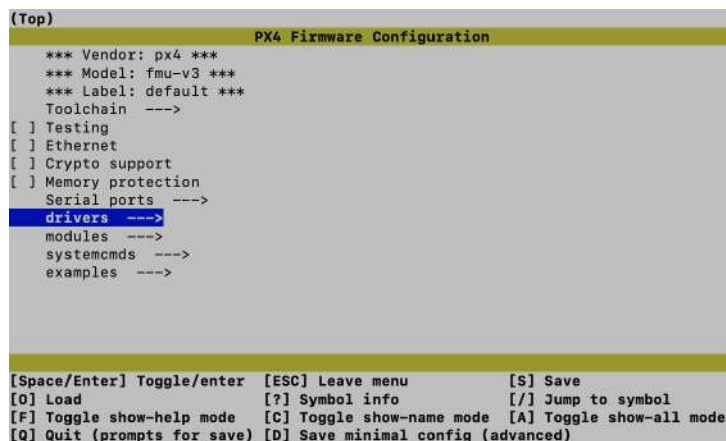 (Top)
PX4 Firmware Configuration
*** Vendor: px4 ***
*** Model: fmu-v3 ***
*** Label: default ***
Toolchain --->
[ ] Testing
[ ] Ethernet
[ ] Crypto support
[ ] Memory protection
Serial ports --->
drivers --->
modules --->
systemcmds --->
examples --->
[Space/Enter] Toggle/enter [ESC] Leave menu [S] Save
[O] Load [?] Symbol info [/] Jump to symbol
[F] Toggle show-help mode [C] Toggle show-name mode [A] Toggle show-all mode
[Q] Quit (prompts for save) [D] Save minimal config (advanced)